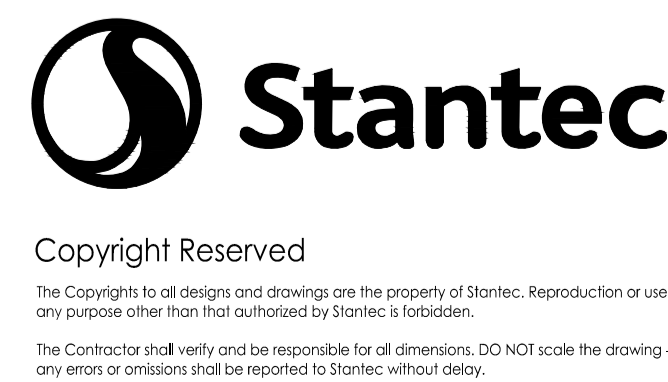 Stantec
Copyright Reserved
The Copyrights to all designs and drawings are the property of Stantec. Reproduction or use
any purpose other than that authorized by Stantec is forbidden.
The Contractor shall verify and be responsible for all dimensions. DO NOT scale the drawing -
any errors or omissions shall be reported to Stantec without delay.